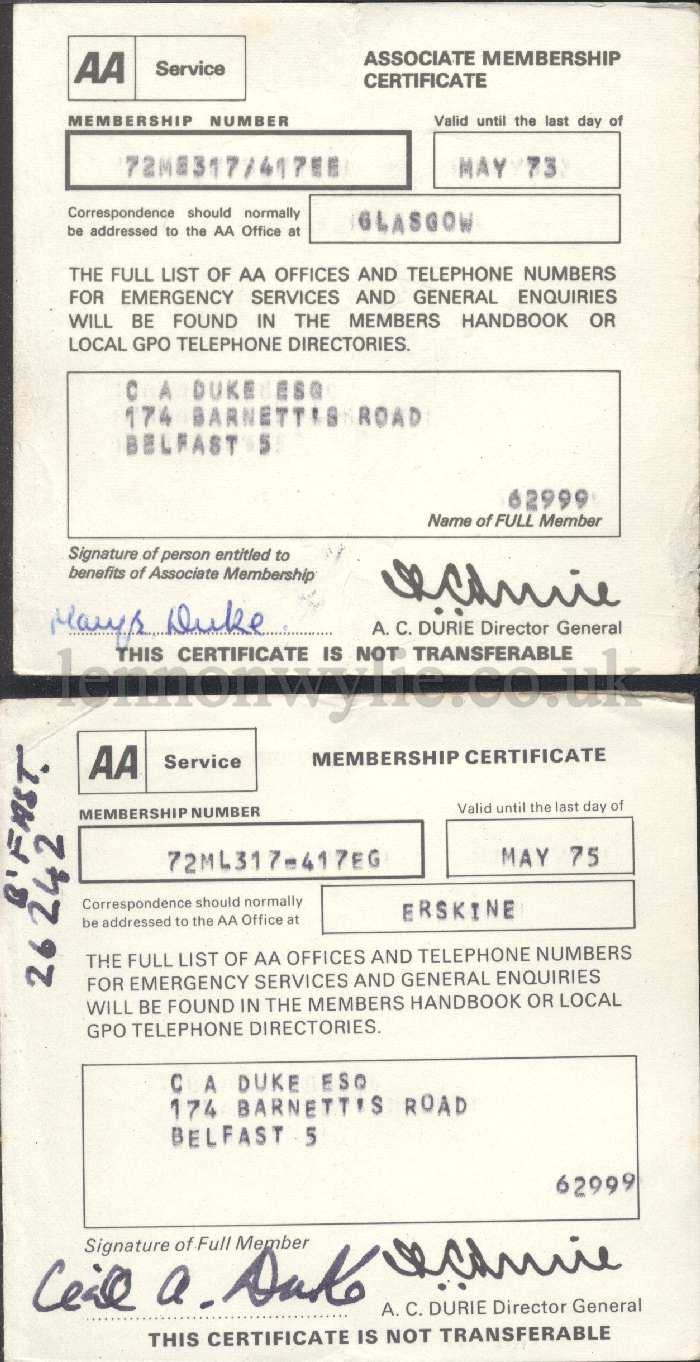 AA Service
ASSOCIATE MEMBERSHIP
CERTIFICATE
MEMBERSHIP NUMBER
Valid until the last day of
MAY 73
Correspondence should normally
be addressed to the AA Office at
GLASGOW
THE FULL LIST OF AA OFFICES AND TELEPHONE NUMBERS
FOR EMERGENCY SERVICES AND GENERAL ENQUIRIES
WILL BE FOUND IN THE MEMBERS HANDBOOK OR
LOCAL GPO TELEPHONE DIRECTORIES.
C A DUKE ESQ
174 BARNETT'S ROAD
BELFAST 5
62999
Name of FULL Member
Signature of person entitled to
benefits of Associate Membership
Duke
A. C. DURIE Director General
THIS CERTIFICATE IS NOT TRANSFERABLE
lennonwylie.co.uk
B'FAST.
26242
AA Service
MEMBERSHIP CERTIFICATE
MEMBERSHIP NUMBER
Valid until the last day of
72ML317-417EG
MAY 75
Correspondence should normally
be addressed to the AA Office at
ERSKINE
THE FULL LIST OF AA OFFICES AND TELEPHONE NUMBERS
FOR EMERGENCY SERVICES AND GENERAL ENQUIRIES
WILL BE FOUND IN THE MEMBERS HANDBOOK OR LOCAL
GPO TELEPHONE DIRECTORIES.
C A DUKE ESQ
174 BARNETT'S ROAD
BELFAST 5
62999
Signature of Full Member
Cecil A. Duke
A. C. DURIE Director General
THIS CERTIFICATE IS NOT TRANSFERABLE